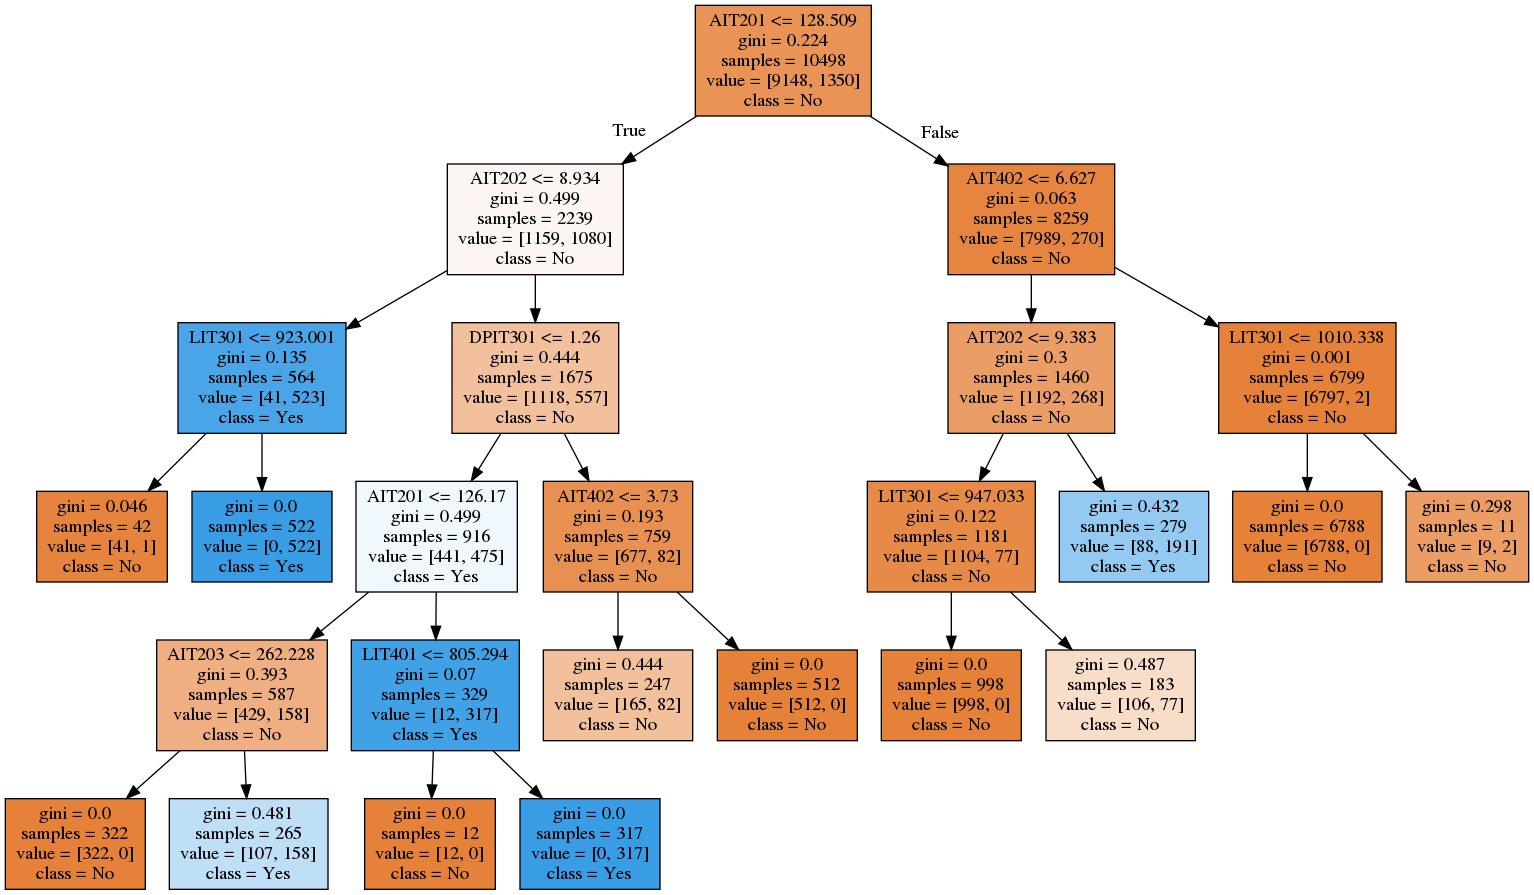 AIT201 <= 128.509
gini = 0.224
samples = 10498
value = [9148, 1350]
class = No
True
False
AIT202 <= 8.934
gini = 0.499
samples = 2239
value = [1159, 1080]
class = No
AIT402 <= 6.627
gini = 0.063
samples = 8259
value = [7989, 270]
class = No
LIT301 <= 923.001
gini = 0.135
samples = 564
value = [41, 523]
class = Yes
DPIT301 <= 1.26
gini = 0.444
samples = 1675
value = [1118, 557]
class = No
AIT202 <= 9.383
gini = 0.3
samples = 1460
value = [1192, 268]
class = No
LIT301 <= 1010.338
gini = 0.001
samples = 6799
value = [6797, 2]
class = No
gini = 0.046
samples = 42
value = [41, 1]
class = No
gini = 0.0
samples = 522
value = [0, 522]
class = Yes
AIT201 <= 126.17
gini = 0.499
samples = 916
value = [441, 475]
class = Yes
AIT402 <= 3.73
gini = 0.193
samples = 759
value = [677, 82]
class = No
LIT301 <= 947.033
gini = 0.122
samples = 1181
value = [1104, 77]
class = No
gini = 0.432
samples = 279
value = [88, 191]
class = Yes
gini = 0.0
samples = 6788
value = [6788, 0]
class = No
gini = 0.298
samples = 11
value = [9, 2]
class = No
AIT203 <= 262.228
gini = 0.393
samples = 587
value = [429, 158]
class = No
LIT401 <= 805.294
gini = 0.07
samples = 329
value = [12, 317]
class = Yes
gini = 0.444
samples = 247
value = [165, 82]
class = No
gini = 0.0
samples = 512
value = [512, 0]
class = No
gini = 0.0
samples = 998
value = [998, 0]
class = No
gini = 0.487
samples = 183
value = [106, 77]
class = No
gini = 0.0
samples = 322
value = [322, 0]
class = No
gini = 0.481
samples = 265
value = [107, 158]
class = Yes
gini = 0.0
samples = 12
value = [12, 0]
class = No
gini = 0.0
samples = 317
value = [0, 317]
class = Yes